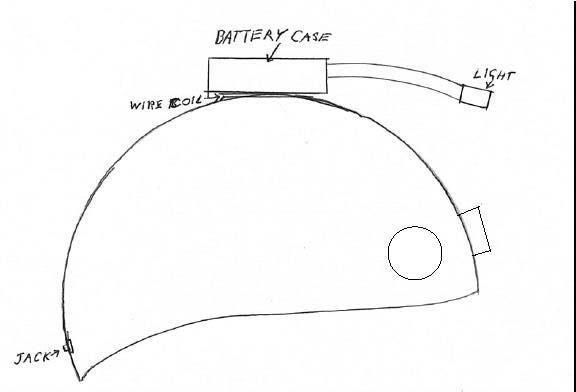 BATTERY CASE
LIGHT
WIRE COIL
JACK